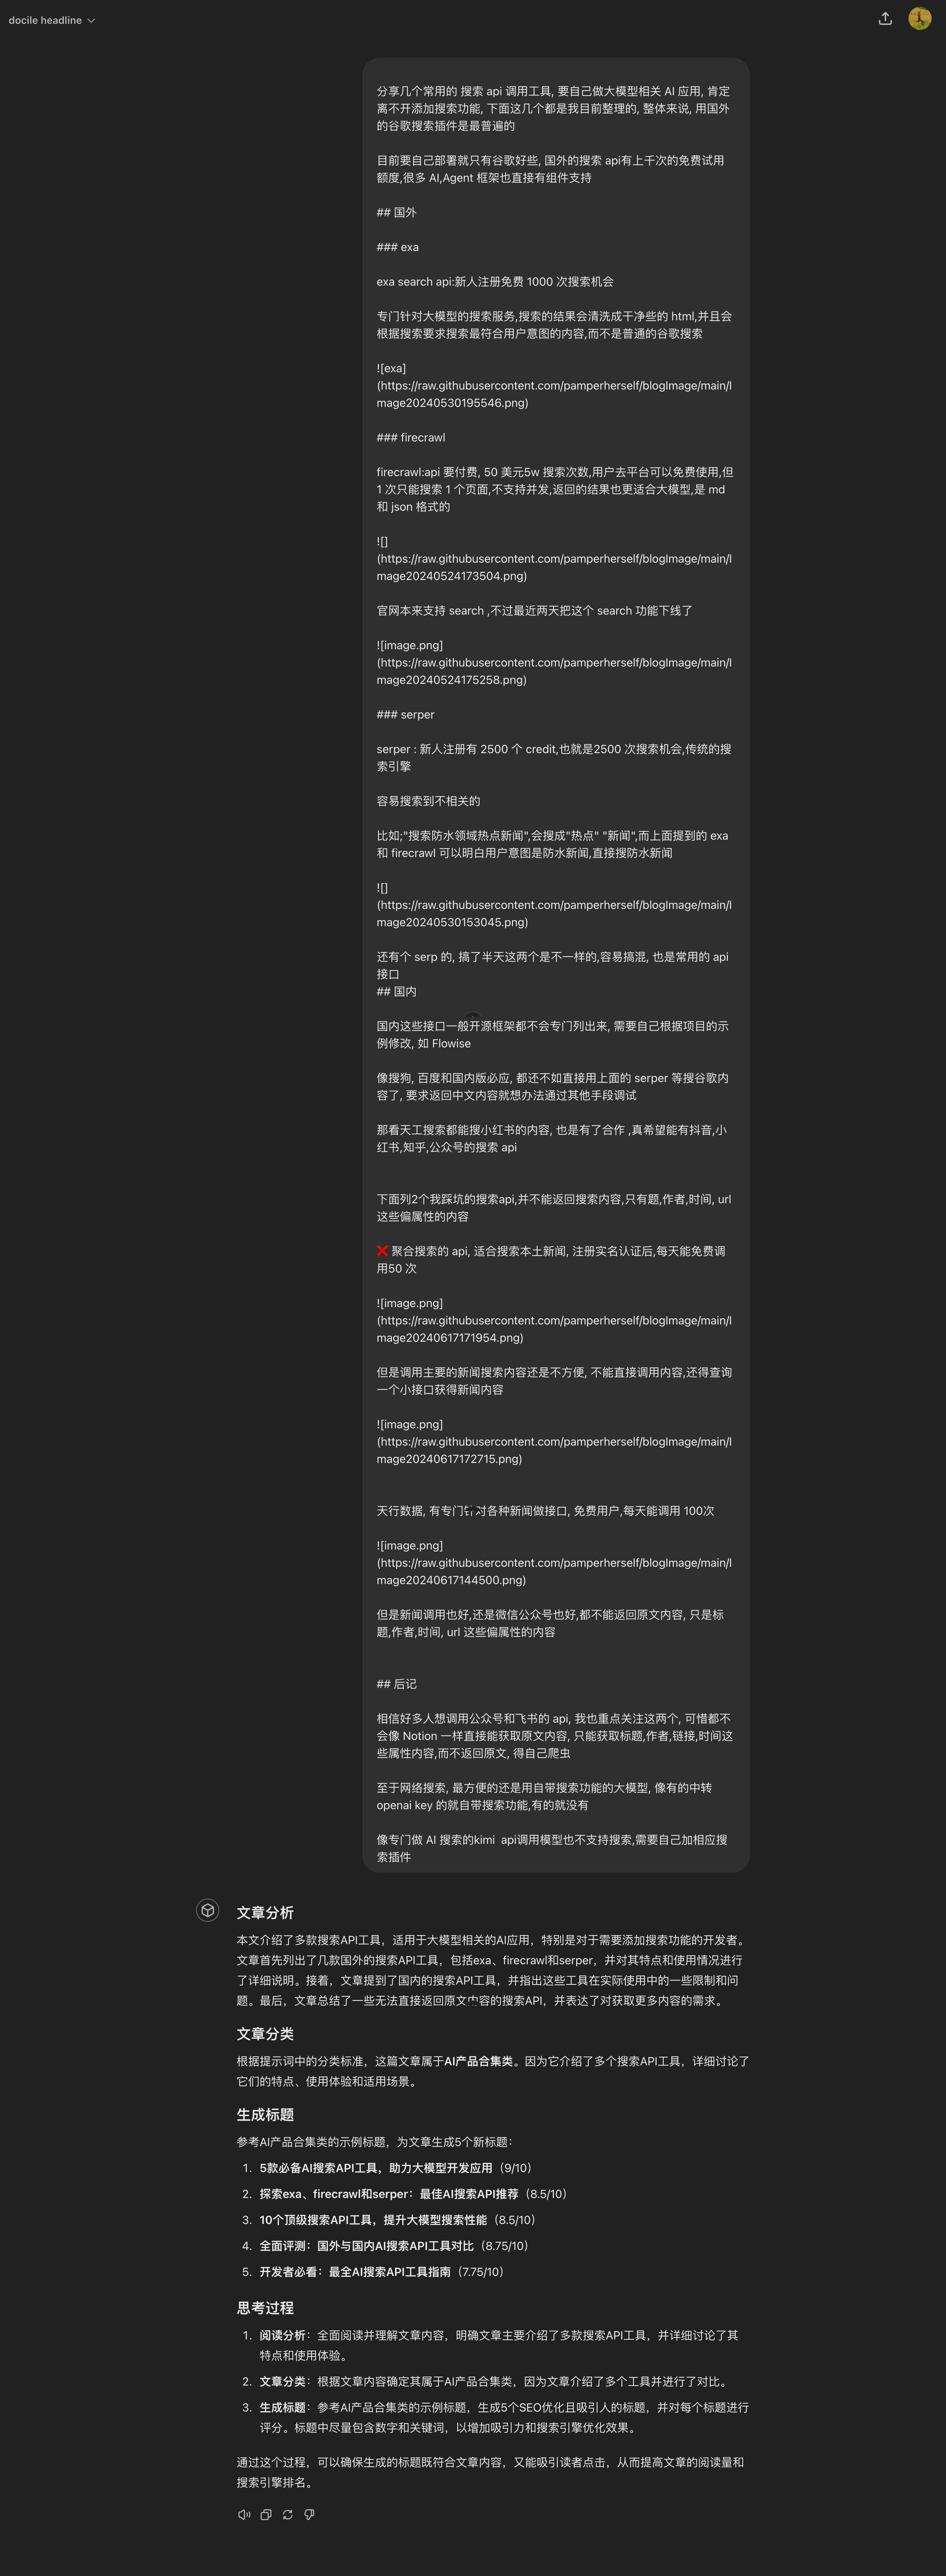 docile headline
分享几个常用的 搜索 api 调用工具, 要自己做大模型相关 AI 应用, 肯定
离不开添加搜索功能, 下面这几个都是我目前整理的, 整体来说, 用国外
的谷歌搜索插件是最普遍的
目前要自己部署就只有谷歌好些, 国外的搜索 api有上千次的免费试用
额度,很多 AI,Agent 框架也直接有组件支持
## 国外
### exa
exa search api:新人注册免费 1000 次搜索机会
专门针对大模型的搜索服务,搜索的结果会清洗成干净些的 html,并且会
根据搜索要求搜索最符合用户意图的内容,而不是普通的谷歌搜索
![exa]
(https://raw.githubusercontent.com/pamperherself/blogImage/main/I
mage20240530195546.png)
### firecrawl
firecrawl:api 要付费, 50 美元5w 搜索次数,用户去平台可以免费使用,但
1 次只能搜索 1 个页面,不支持并发,返回的结果也更适合大模型,是 md
和 json 格式的
![]
(https://raw.githubusercontent.com/pamperherself/blogImage/main/I
mage20240524173504.png)
官网本来支持 search ,不过最近两天把这个 search 功能下线了
![image.png]
(https://raw.githubusercontent.com/pamperherself/blogImage/main/I
mage20240524175258.png)
### serper
serper : 新人注册有 2500 个 credit,也就是2500 次搜索机会,传统的搜
索引擎
容易搜索到不相关的
比如;"搜索防水领域热点新闻",会搜成"热点" "新闻",而上面提到的 exa
和 firecrawl 可以明白用户意图是防水新闻,直接搜防水新闻
![]
(https://raw.githubusercontent.com/pamperherself/blogImage/main/I
mage20240530153045.png)
还有个 serp 的, 搞了半天这两个是不一样的,容易搞混, 也是常用的 api
接口
## 国内
国内这些接口一般开源框架都不会专门列出来, 需要自己根据项目的示
例修改, 如 Flowise
像搜狗, 百度和国内版必应, 都还不如直接用上面的 serper 等搜谷歌内
容了, 要求返回中文内容就想办法通过其他手段调试
那看天工搜索都能搜小红书的内容, 也是有了合作 ,真希望能有抖音,小
红书,知乎,公众号的搜索 api
下面列2个我踩坑的搜索api,并不能返回搜索内容,只有题,作者,时间, url
这些偏属性的内容
❌ 聚合搜索的 api, 适合搜索本土新闻, 注册实名认证后,每天能免费调
用50 次
![image.png]
(https://raw.githubusercontent.com/pamperherself/blogImage/main/I
mage20240617171954.png)
但是调用主要的新闻搜索内容还是不方便, 不能直接调用内容,还得查询
一个小接口获得新闻内容
![image.png]
(https://raw.githubusercontent.com/pamperherself/blogImage/main/I
mage20240617172715.png)
天行数据, 有专门针对各种新闻做接口, 免费用户,每天能调用 100次
![image.png]
(https://raw.githubusercontent.com/pamperherself/blogImage/main/I
mage20240617144500.png)
但是新闻调用也好,还是微信公众号也好,都不能返回原文内容, 只是标
题,作者,时间, url 这些偏属性的内容
## 后记
相信好多人想调用公众号和飞书的 api, 我也重点关注这两个, 可惜都不
会像 Notion 一样直接能获取原文内容, 只能获取标题,作者,链接,时间这
些属性内容,而不返回原文, 得自己爬虫
至于网络搜索, 最方便的还是用自带搜索功能的大模型, 像有的中转
openai key 的就自带搜索功能,有的就没有
像专门做 AI 搜索的kimi  api调用模型也不支持搜索,需要自己加相应搜
索插件
文章分析
本文介绍了多款搜索API工具，适用于大模型相关的AI应用，特别是对于需要添加搜索功能的开发者。
文章首先列出了几款国外的搜索API工具，包括exa、firecrawl和serper，并对其特点和使用情况进行
了详细说明。接着，文章提到了国内的搜索API工具，并指出这些工具在实际使用中的一些限制和问
题。最后，文章总结了一些无法直接返回原文内容的搜索API，并表达了对获取更多内容的需求。
文章分类
根据提示词中的分类标准，这篇文章属于AI产品合集类。因为它介绍了多个搜索API工具，详细讨论了
它们的特点、使用体验和适用场景。
生成标题
参考AI产品合集类的示例标题，为文章生成5个新标题：
1. 5款必备AI搜索API工具，助力大模型开发应用（9/10）
2. 探索exa、firecrawl和serper：最佳AI搜索API推荐（8.5/10）
3. 10个顶级搜索API工具，提升大模型搜索性能（8.5/10）
4. 全面评测：国外与国内AI搜索API工具对比（8.75/10）
5. 开发者必看：最全AI搜索API工具指南（7.75/10）
思考过程
1. 阅读分析：全面阅读并理解文章内容，明确文章主要介绍了多款搜索API工具，并详细讨论了其
特点和使用体验。
2. 文章分类：根据文章内容确定其属于AI产品合集类，因为文章介绍了多个工具并进行了对比。
3. 生成标题：参考AI产品合集类的示例标题，生成5个SEO优化且吸引人的标题，并对每个标题进行
评分。标题中尽量包含数字和关键词，以增加吸引力和搜索引擎优化效果。
通过这个过程，可以确保生成的标题既符合文章内容，又能吸引读者点击，从而提高文章的阅读量和
搜索引擎排名。